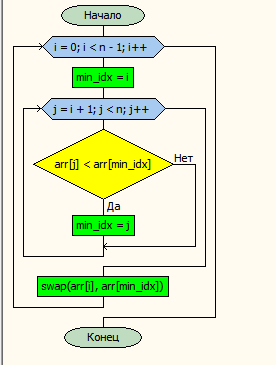 Начало
i = 0; i < n - 1; i++
min_idx = i
j = i + 1; j < n; j++
arr[j] < arr[min_idx]
Нет
Да
min_idx = j
swap(arr[i], arr[min_idx])
Конец